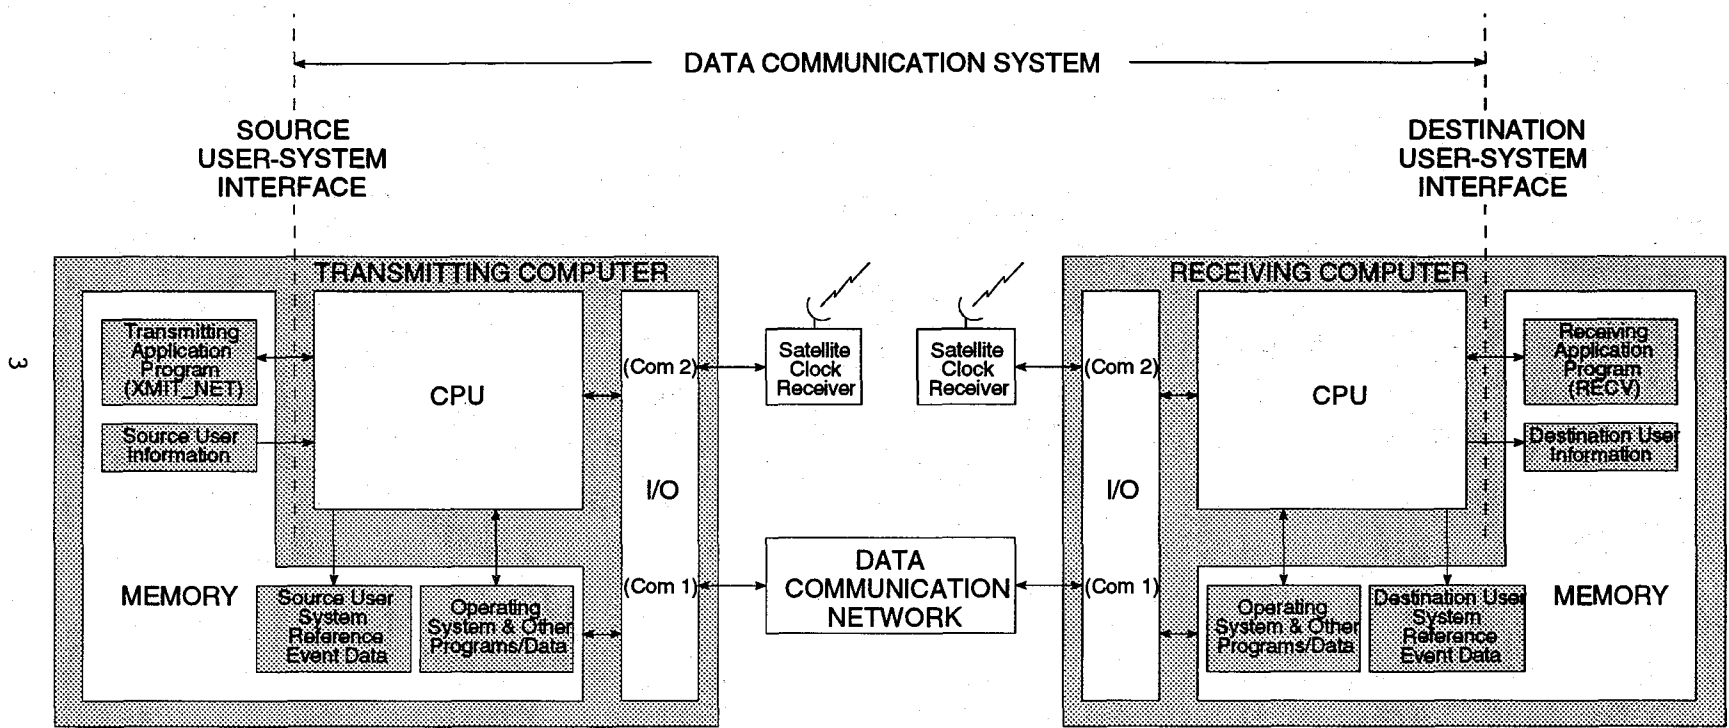 DATA COMMUNICATION SYSTEM
SOURCE
USER-SYSTEM
INTERFACE
DESTINATION
USER-SYSTEM
INTERFACE
TRANSMITTING COMPUTER
Transmitting
Application
Program
(XMIT_NET)
Source User
Information
CPU
(Com 2)
I/O
(Com 1)
MEMORY
Source User
System
Reference
Event Data
Operating
System & Other
Programs/Data
Satellite
Clock
Receiver
Satellite
Clock
Receiver
DATA
COMMUNICATION
NETWORK
RECEIVING COMPUTER
(Com 2)
I/O
(Com 1)
CPU
Receiving
Application
Program
(RECV)
Destination User
Information
Operating
System & Other
Programs/Data
Destination User
System
Reference
Event Data
MEMORY
3